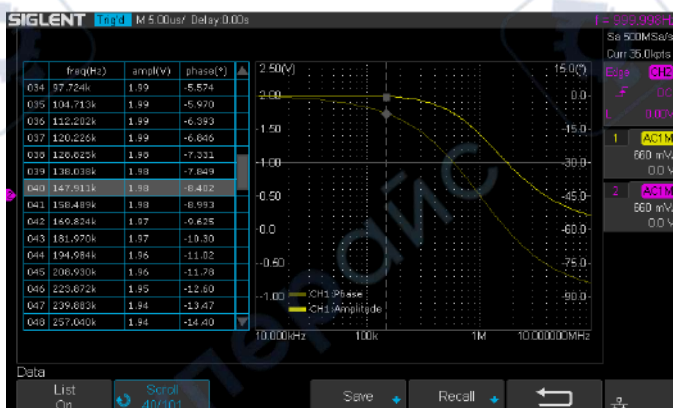 SIGLENT Trig'd M 5.00us/ Delay:0.00s f = 999.998Hz
Sa 500MSa/s
Curr 35.0kpts
Edge CH2
DC
L 0.00V
1 AC1M
660 mV/
0.0 V
2 AC1M
660 mV/
0.0 V
freq(Hz) ampl(V) phase(°)
034 97.724k 1.99 -5.574
035 104.713k 1.99 -5.970
036 112.202k 1.99 -6.393
037 120.226k 1.99 -6.846
038 128.825k 1.98 -7.331
039 138.038k 1.98 -7.849
040 147.911k 1.98 -8.402
041 158.489k 1.98 -8.993
042 169.824k 1.97 -9.625
043 181.970k 1.97 -10.30
044 194.984k 1.96 -11.02
045 208.930k 1.96 -11.78
046 223.872k 1.95 -12.60
047 239.883k 1.94 -13.47
048 257.040k 1.94 -14.40
2.50(V) 15.0(°)
2.00 0.0
1.50 -15.0
1.00 -30.0
0.50 -45.0
0.0 -60.0
-0.50 -75.0
-1.00 -90.0
CH1:Phase
CH1:Amplitude
10.000kHz 100k 1M 10.000000MHz
Data
List
On
Scroll
40/101
Save
Recall
перайс